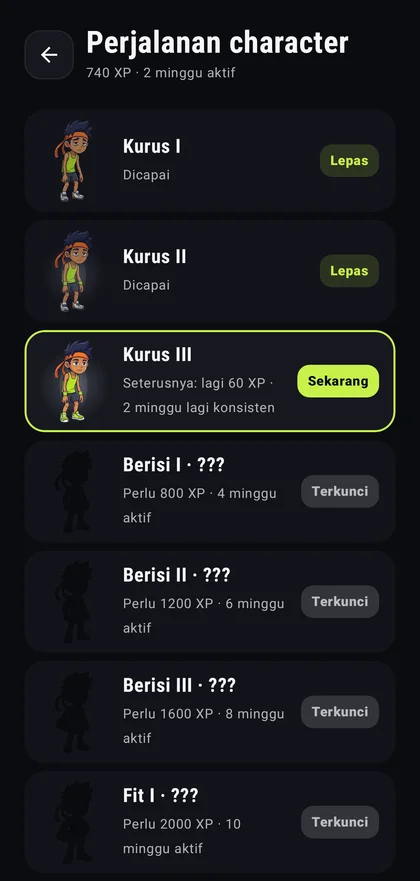 Perjalanan character
740 XP · 2 minggu aktif
Kurus I
Dicapai
Lepas
Kurus II
Dicapai
Lepas
Kurus III
Seterusnya: lagi 60 XP ·
2 minggu lagi konsisten
Sekarang
Berisi I · ???
Perlu 800 XP · 4 minggu
aktif
Terkunci
Berisi II · ???
Perlu 1200 XP · 6 minggu
aktif
Terkunci
Berisi III · ???
Perlu 1600 XP · 8 minggu
aktif
Terkunci
Fit I · ???
Perlu 2000 XP · 10
minggu aktif
Terkunci